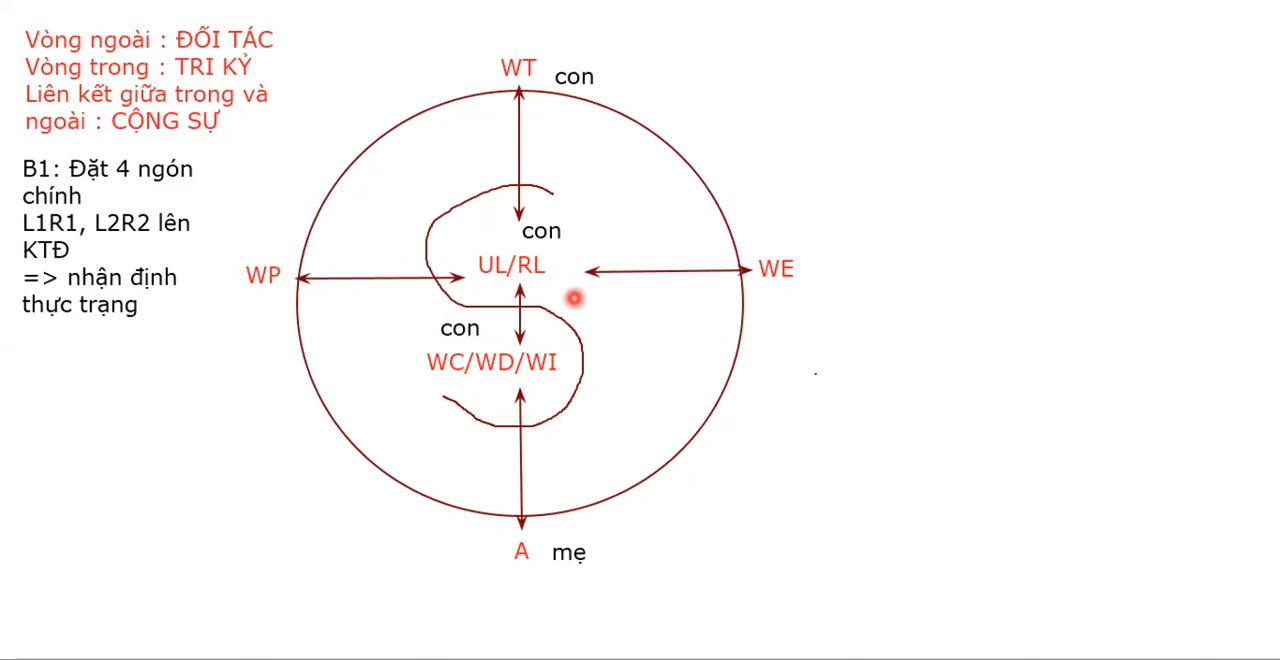 Vòng ngoài : ĐỐI TÁC
Vòng trong : TRI KỶ
Liên kết giữa trong và
ngoài : CỘNG SỰ
B1: Đặt 4 ngón
chính
L1R1, L2R2 lên
KTĐ
=> nhận định
thực trạng
WT con
con
UL/RL
WP
WE
con
WC/WD/WI
A mẹ